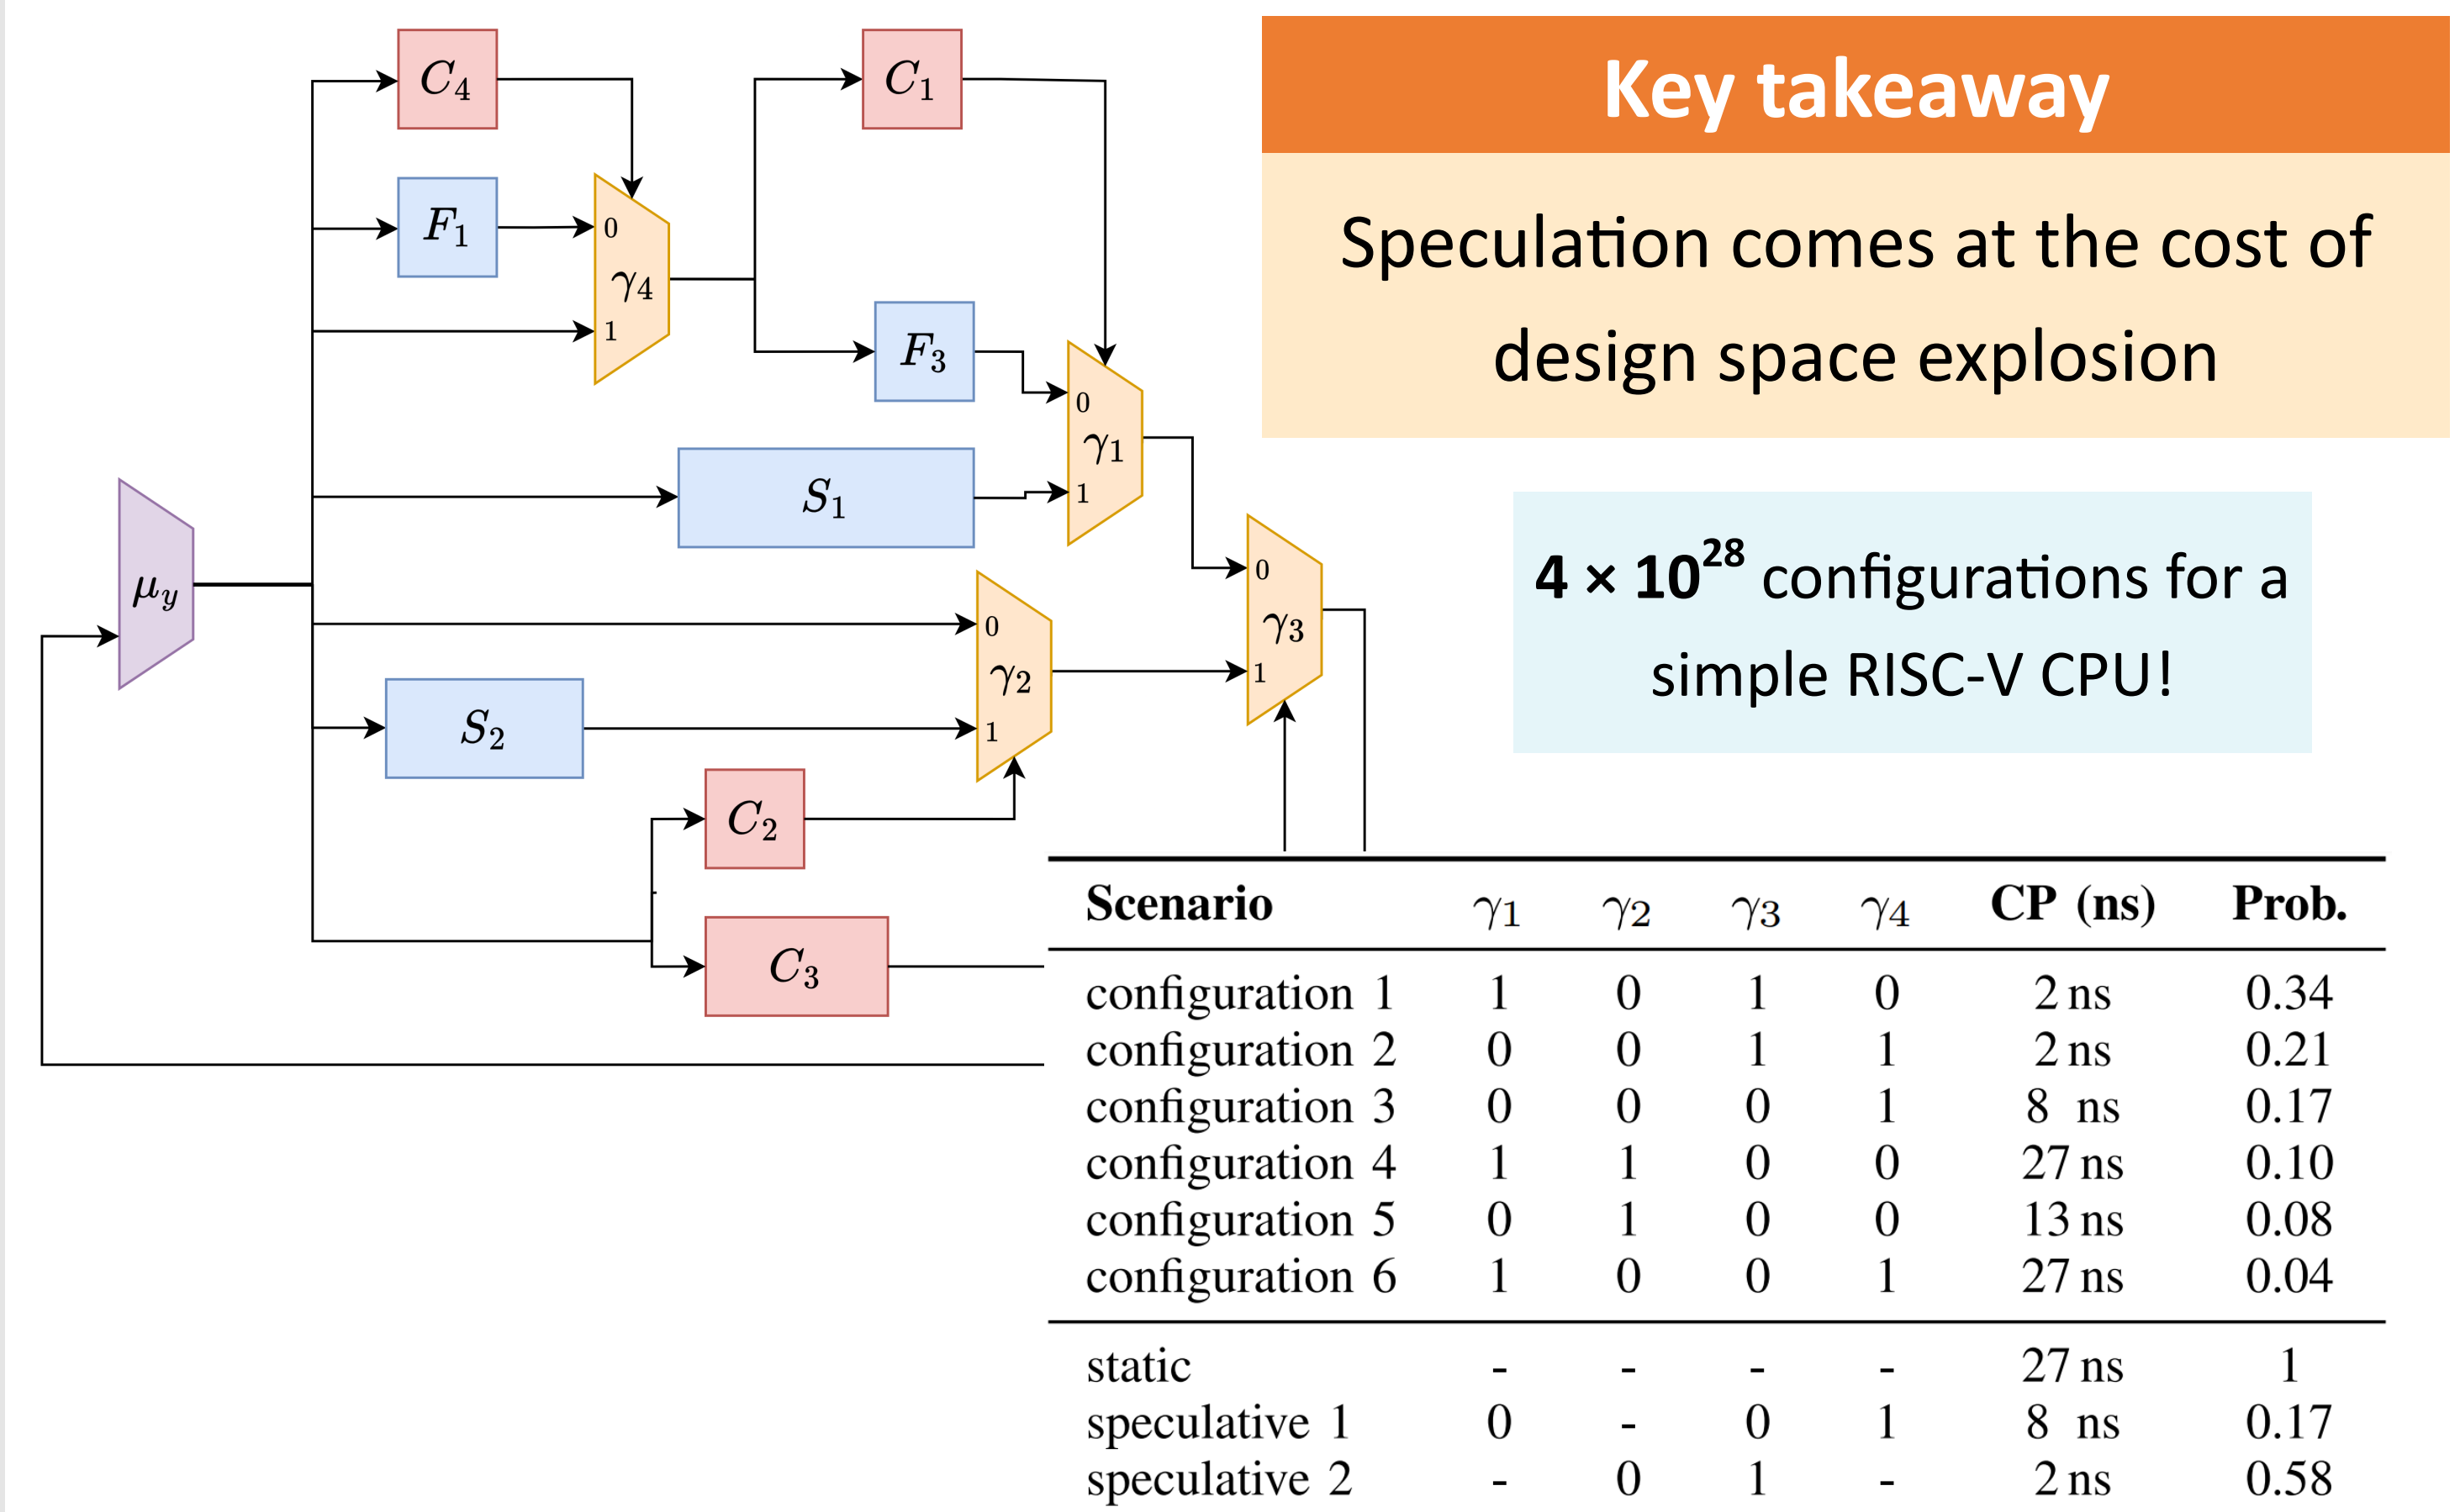 C4
C1
Key takeaway
F1
0
γ4
1
Speculation comes at the cost of
design space explosion
F3
0
γ1
1
S1
μy
0
γ3
1
4 × 10^28 configurations for a
simple RISC-V CPU!
0
γ2
1
S2
C2
C3
Scenario γ1 γ2 γ3 γ4 CP (ns) Prob.
configuration 1 1 0 1 0 2 ns 0.34
configuration 2 0 0 1 1 2 ns 0.21
configuration 3 0 0 0 1 8 ns 0.17
configuration 4 1 1 0 0 27 ns 0.10
configuration 5 0 1 0 0 13 ns 0.08
configuration 6 1 0 0 1 27 ns 0.04
static - - - - 27 ns 1
speculative 1 0 - 0 1 8 ns 0.17
speculative 2 - 0 1 - 2 ns 0.58